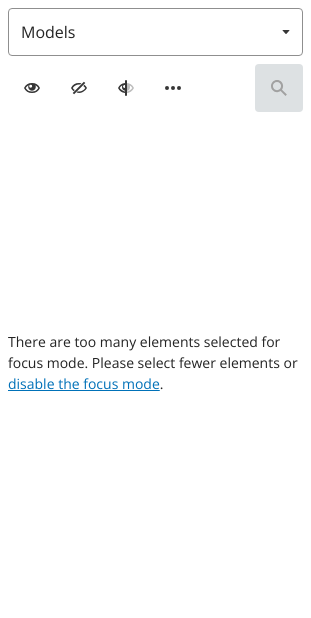 Models
There are too many elements selected for
focus mode. Please select fewer elements or
disable the focus mode.